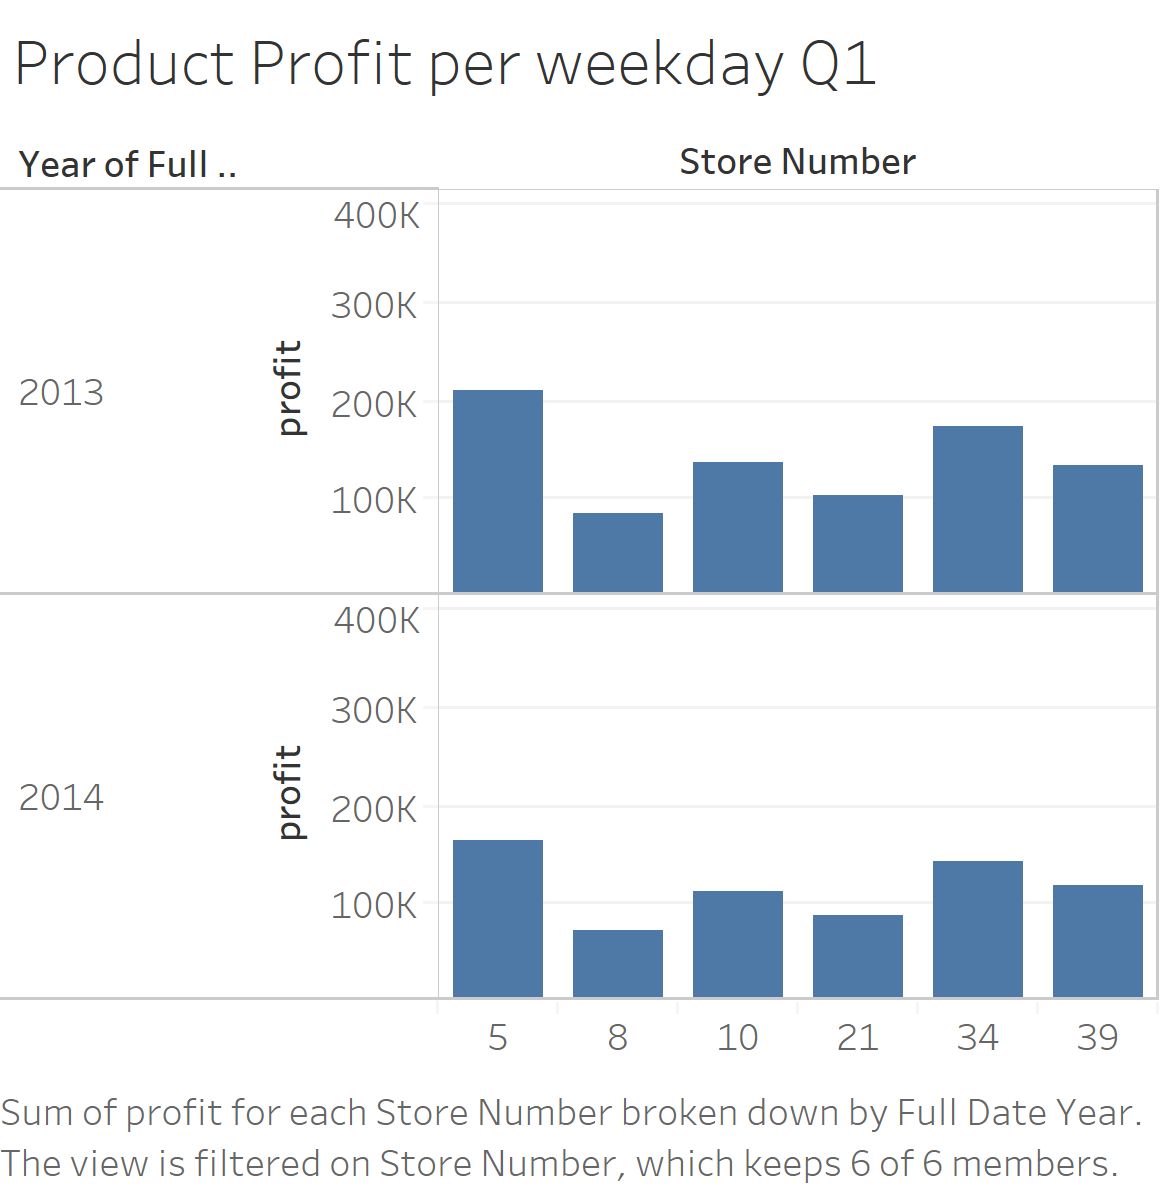 Product Profit per weekday Q1
Year of Full ..
Store Number
2013
profit
400K
300K
200K
100K
2014
profit
400K
300K
200K
100K
5 8 10 21 34 39
Sum of profit for each Store Number broken down by Full Date Year.
The view is filtered on Store Number, which keeps 6 of 6 members.